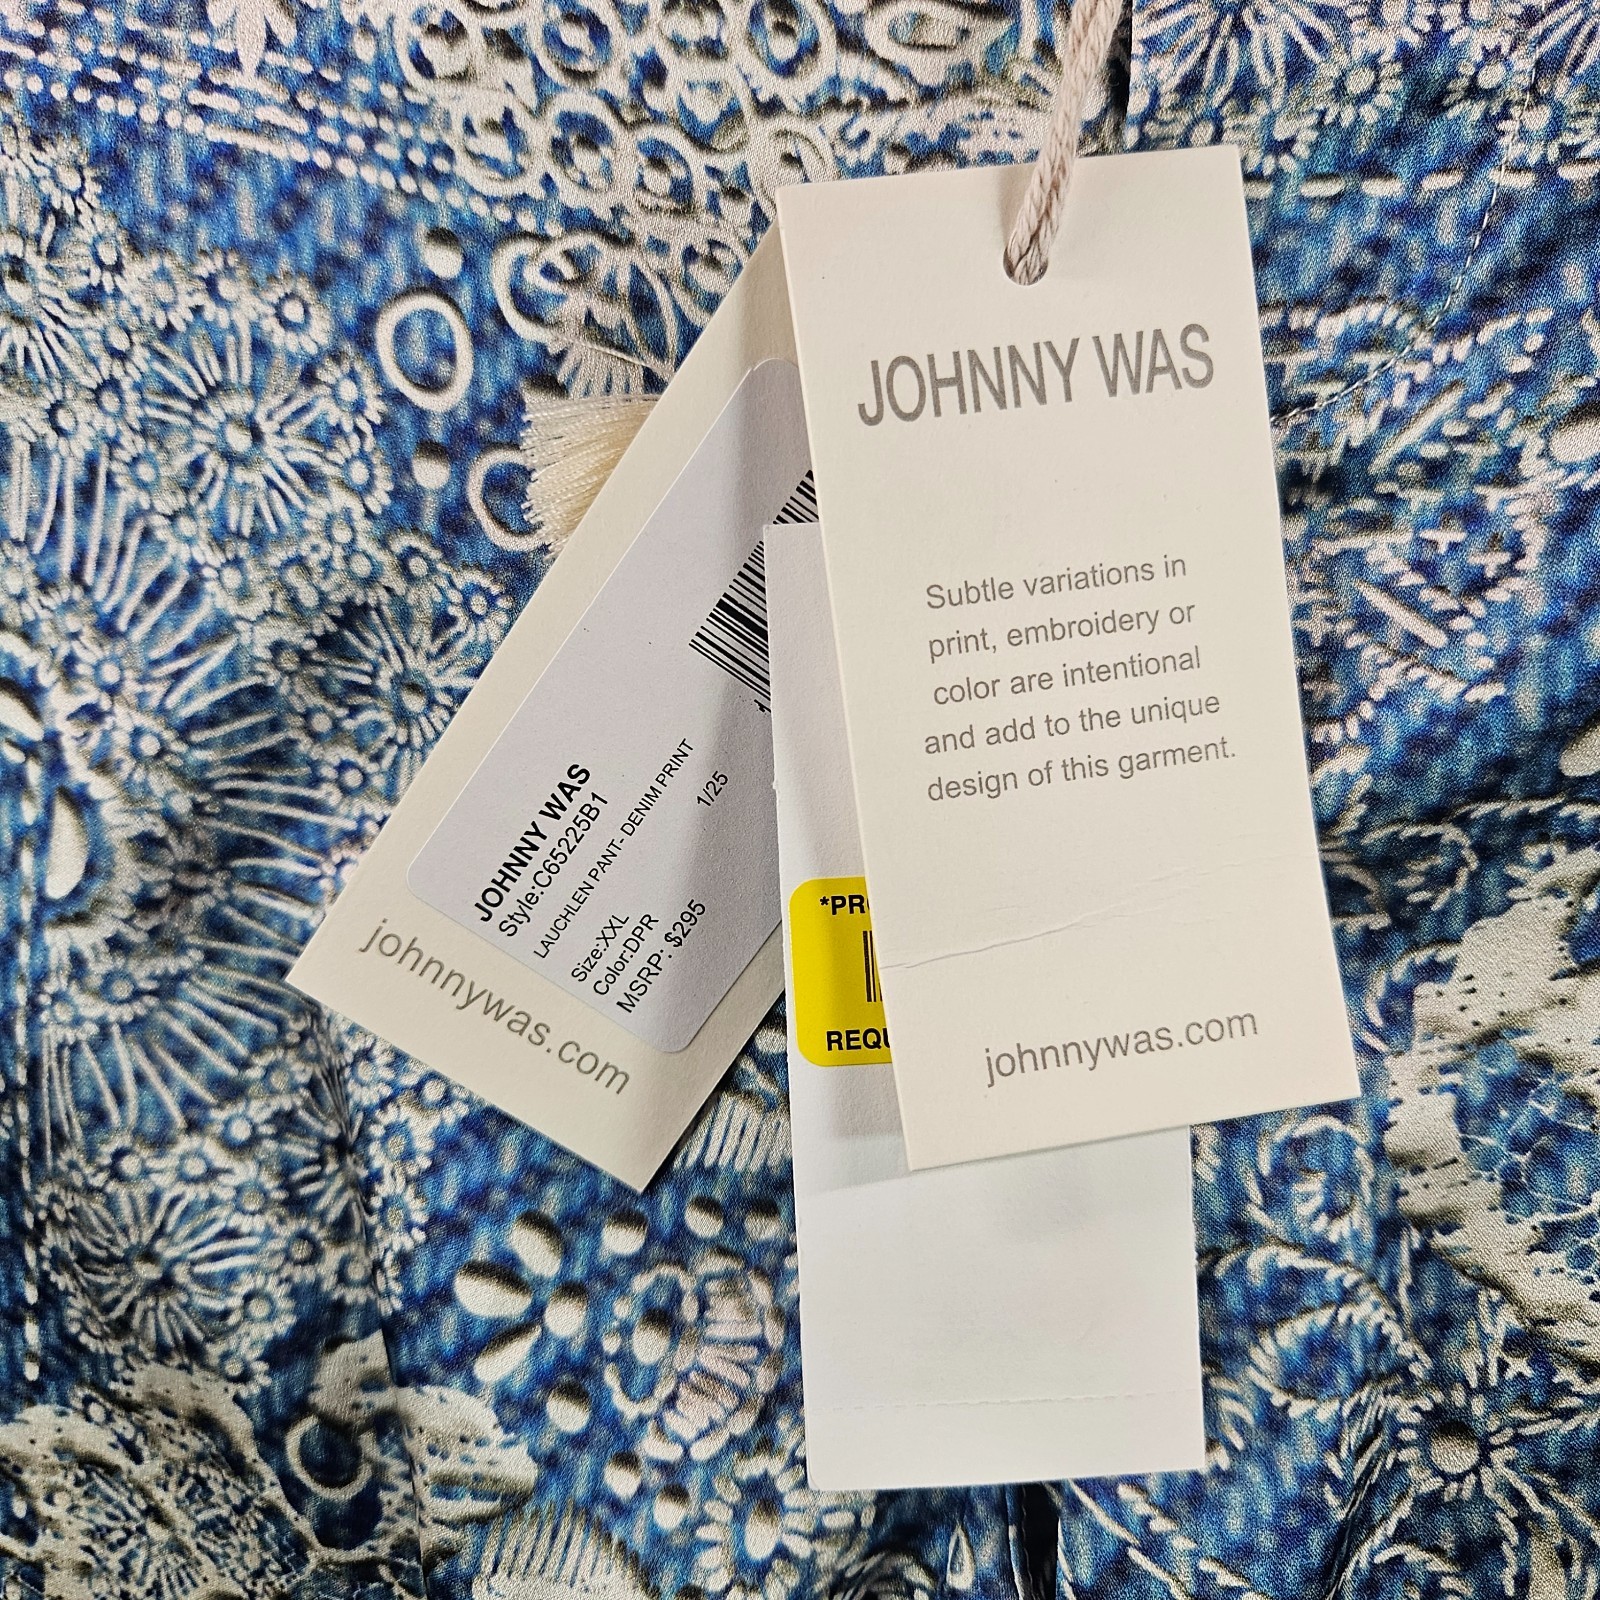 JOHNNY WAS
Subtle variations in
print, embroidery or
color are intentional
and add to the unique
design of this garment.
johnnywas.com
JOHNNY WAS
Style:C65225B1
LAUCHLEN PANT- DENIM PRINT
1/25
Size:XXL
Color:DPR
MSRP: $295
johnnywas.com